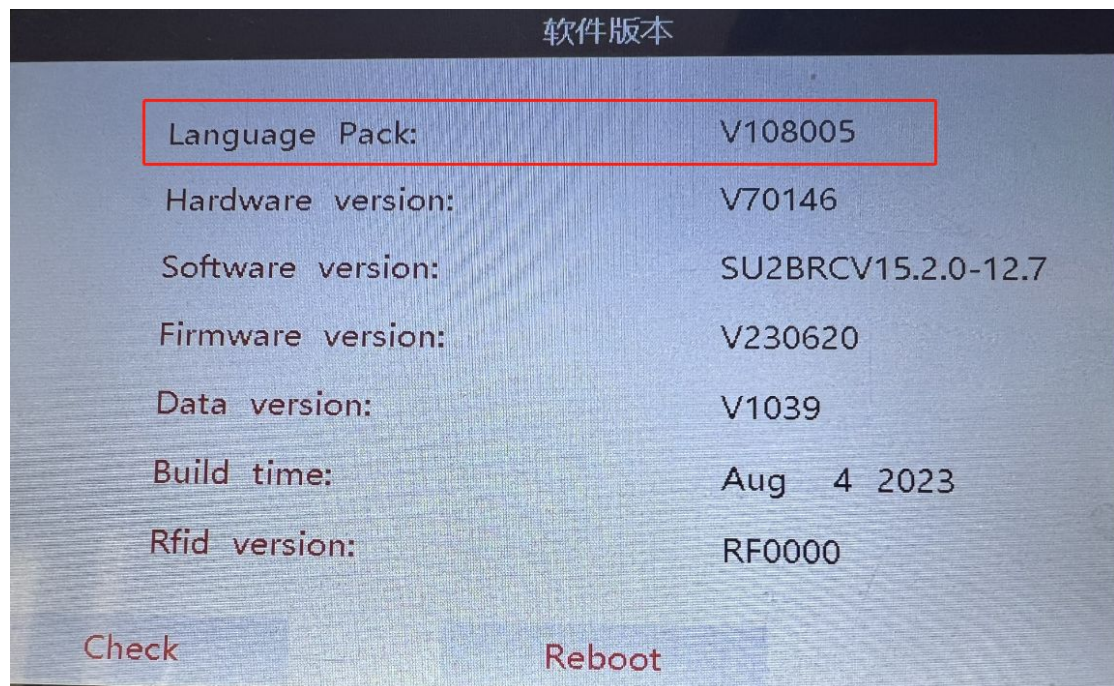 软件版本
Language Pack: V108005
Hardware version: V70146
Software version: SU2BRCV15.2.0-12.7
Firmware version: V230620
Data version: V1039
Build time: Aug 4 2023
Rfid version: RF0000
Check Reboot